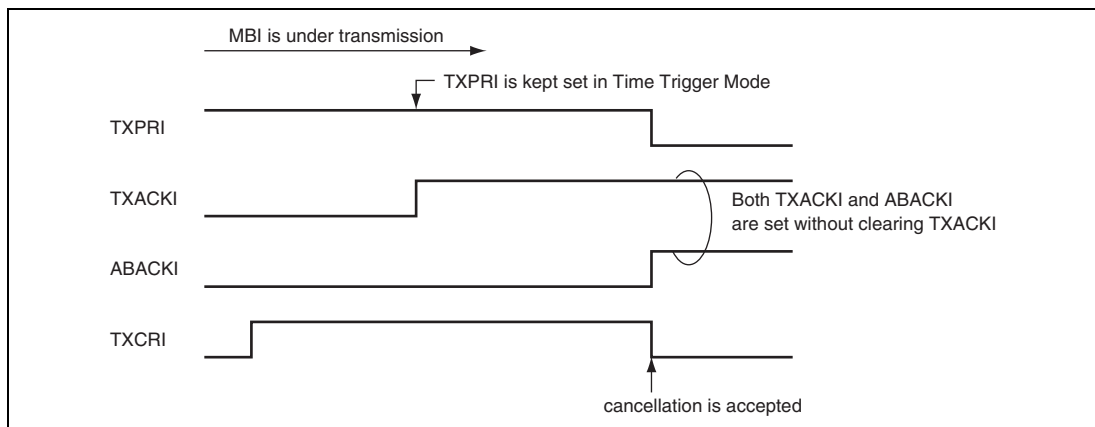 MBI is under transmission
TXPRI is kept set in Time Trigger Mode
TXPRI
TXACKI
Both TXACKI and ABACKI
are set without clearing TXACKI
ABACKI
TXCRI
cancellation is accepted